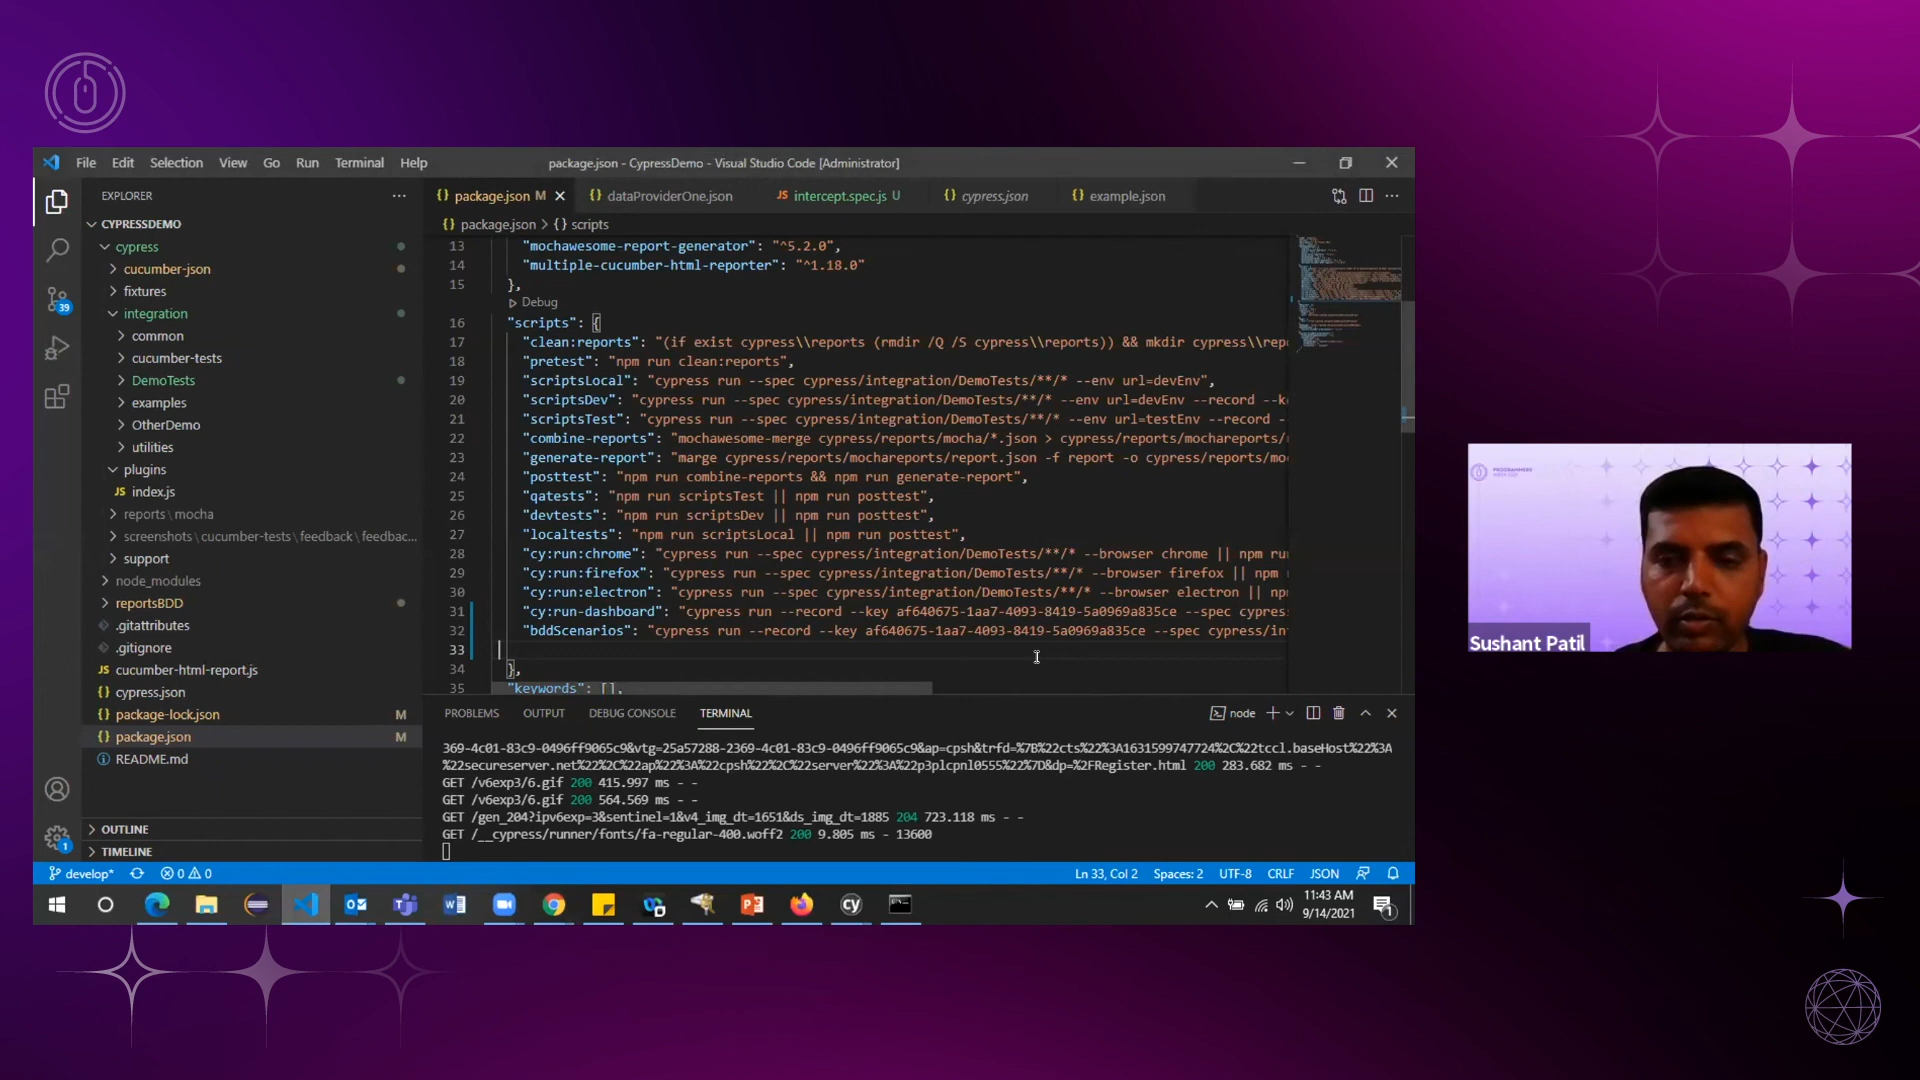 File Edit Selection View Go Run Terminal Help
package.json - CypressDemo - Visual Studio Code [Administrator]
EXPLORER
CYPRESSDEMO
cypress
cucumber-json
fixtures
integration
common
cucumber-tests
DemoTests
examples
OtherDemo
utilities
plugins
JS index.js
reports\mocha
screenshots\cucumber-tests\feedback\feedbac...
support
node_modules
reportsBDD
.gitattributes
.gitignore
JS cucumber-html-report.js
{} cypress.json
{} package-lock.json M
{} package.json M
README.md
OUTLINE
TIMELINE
39
1
{} package.json M
{} dataProviderOne.json
JS intercept.spec.js U
{} cypress.json
{} example.json
{} package.json > {} scripts
13 "mochawesome-report-generator": "^5.2.0",
14 "multiple-cucumber-html-reporter": "^1.18.0"
15 },
Debug
16 "scripts": {
17 "clean:reports": "(if exist cypress\\reports (rmdir /Q /S cypress\\reports)) && mkdir cypress\\repo
18 "pretest": "npm run clean:reports",
19 "scriptsLocal": "cypress run --spec cypress/integration/DemoTests/**/* --env url=devEnv",
20 "scriptsDev": "cypress run --spec cypress/integration/DemoTests/**/* --env url=devEnv --record --k
21 "scriptsTest": "cypress run --spec cypress/integration/DemoTests/**/* --env url=testEnv --record -
22 "combine-reports": "mochawesome-merge cypress/reports/mocha/*.json > cypress/reports/mochareports/
23 "generate-report": "marge cypress/reports/mochareports/report.json -f report -o cypress/reports/mo
24 "posttest": "npm run combine-reports && npm run generate-report",
25 "qatests": "npm run scriptsTest || npm run posttest",
26 "devtests": "npm run scriptsDev || npm run posttest",
27 "localtests": "npm run scriptsLocal || npm run posttest",
28 "cy:run:chrome": "cypress run --spec cypress/integration/DemoTests/**/* --browser chrome || npm ru
29 "cy:run:firefox": "cypress run --spec cypress/integration/DemoTests/**/* --browser firefox || npm
30 "cy:run:electron": "cypress run --spec cypress/integration/DemoTests/**/* --browser electron || np
31 "cy:run-dashboard": "cypress run --record --key af640675-1aa7-4093-8419-5a0969a835ce --spec cypres
32 "bddScenarios": "cypress run --record --key af640675-1aa7-4093-8419-5a0969a835ce --spec cypress/in
33
34 },
35 "keywords": [],
PROBLEMS OUTPUT DEBUG CONSOLE TERMINAL
node
369-4c01-83c9-0496ff9065c9&vtg=25a57288-2369-4c01-83c9-0496ff9065c9&ap=cpsh&trfd=%7B%22cts%22%3A1631599747724%2C%22tccl.baseHost%22%3A
%22secureserver.net%22%2C%22ap%22%3A%22cpsh%22%2C%22server%22%3A%22p3plcpnl0555%22%7D&dp=%2FRegister.html 200 283.682 ms - -
GET /v6exp3/6.gif 200 415.997 ms - -
GET /v6exp3/6.gif 200 564.569 ms - -
GET /gen_204?ipv6exp=3&sentinel=1&v4_img_dt=1651&ds_img_dt=1885 204 723.118 ms - -
GET /__cypress/runner/fonts/fa-regular-400.woff2 200 9.805 ms - 13600
develop* 0 0
Ln 33, Col 2 Spaces: 2 UTF-8 CRLF JSON
cy
11:43 AM
9/14/2021
1
Sushant Patil